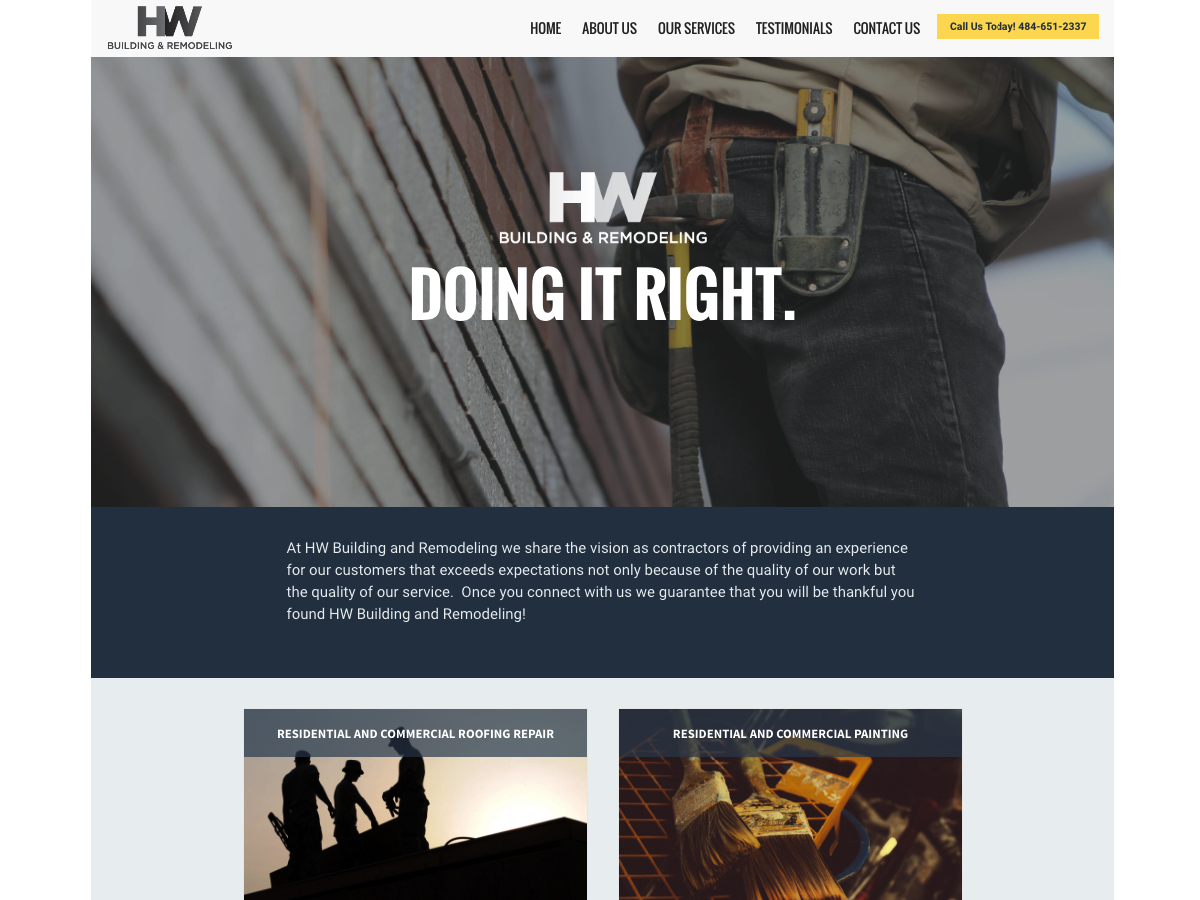 HW
BUILDING & REMODELING
HOME ABOUT US OUR SERVICES TESTIMONIALS CONTACT US Call Us Today! 484-651-2337
HW
BUILDING & REMODELING
DOING IT RIGHT.
At HW Building and Remodeling we share the vision as contractors of providing an experience
for our customers that exceeds expectations not only because of the quality of our work but
the quality of our service.  Once you connect with us we guarantee that you will be thankful you
found HW Building and Remodeling!
RESIDENTIAL AND COMMERCIAL ROOFING REPAIR
RESIDENTIAL AND COMMERCIAL PAINTING